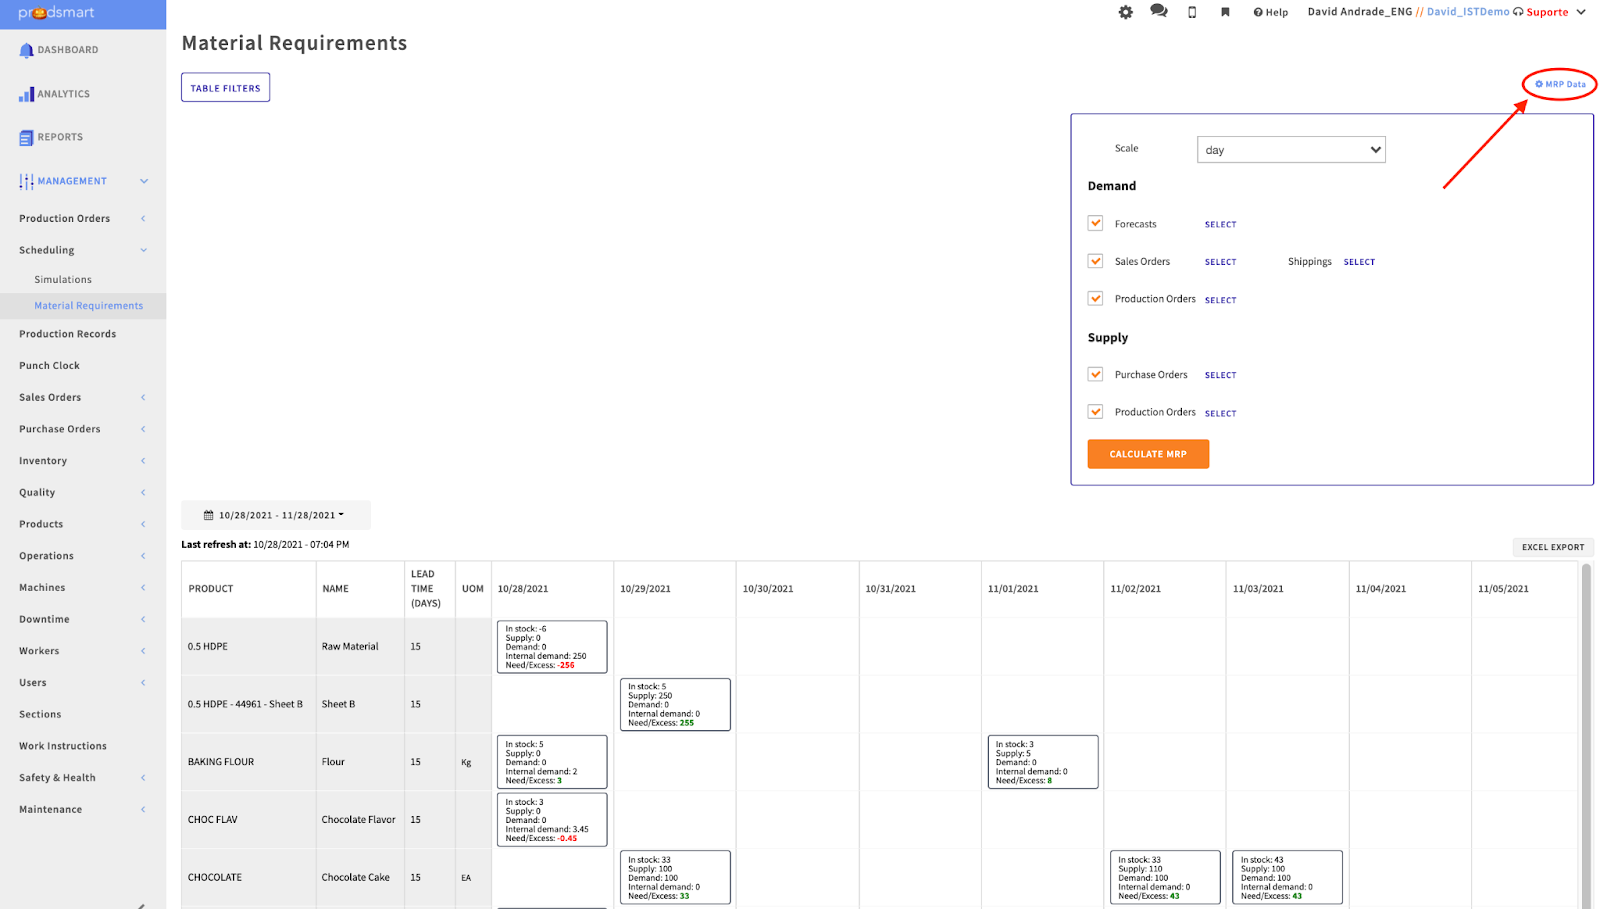 prodsmart
Help
David Andrade_ENG // David_ISTDemo
Suporte
DASHBOARD
ANALYTICS
REPORTS
MANAGEMENT
Production Orders
Scheduling
Simulations
Material Requirements
Production Records
Punch Clock
Sales Orders
Purchase Orders
Inventory
Quality
Products
Operations
Machines
Downtime
Workers
Users
Sections
Work Instructions
Safety & Health
Maintenance
Material Requirements
TABLE FILTERS
MRP Data
Scale
day
Demand
Forecasts SELECT
Sales Orders SELECT Shippings SELECT
Production Orders SELECT
Supply
Purchase Orders SELECT
Production Orders SELECT
CALCULATE MRP
10/28/2021 - 11/28/2021
Last refresh at: 10/28/2021 - 07:04 PM
EXCEL EXPORT
PRODUCT NAME LEAD TIME (DAYS) UOM 10/28/2021 10/29/2021 10/30/2021 10/31/2021 11/01/2021 11/02/2021 11/03/2021 11/04/2021 11/05/2021
0.5 HDPE Raw Material 15
In stock: -6
Supply: 0
Demand: 0
Internal demand: 250
Need/Excess: -256
0.5 HDPE - 44961 - Sheet B Sheet B 15
In stock: 5
Supply: 250
Demand: 0
Internal demand: 0
Need/Excess: 255
BAKING FLOUR Flour 15 Kg
In stock: 5
Supply: 0
Demand: 0
Internal demand: 2
Need/Excess: 3
In stock: 3
Supply: 5
Demand: 0
Internal demand: 0
Need/Excess: 8
CHOC FLAV Chocolate Flavor 15
In stock: 3
Supply: 0
Demand: 0
Internal demand: 3.45
Need/Excess: -0.45
CHOCOLATE Chocolate Cake 15 EA
In stock: 33
Supply: 100
Demand: 100
Internal demand: 0
Need/Excess: 33
In stock: 33
Supply: 110
Demand: 100
Internal demand: 0
Need/Excess: 43
In stock: 43
Supply: 100
Demand: 100
Internal demand: 0
Need/Excess: 43